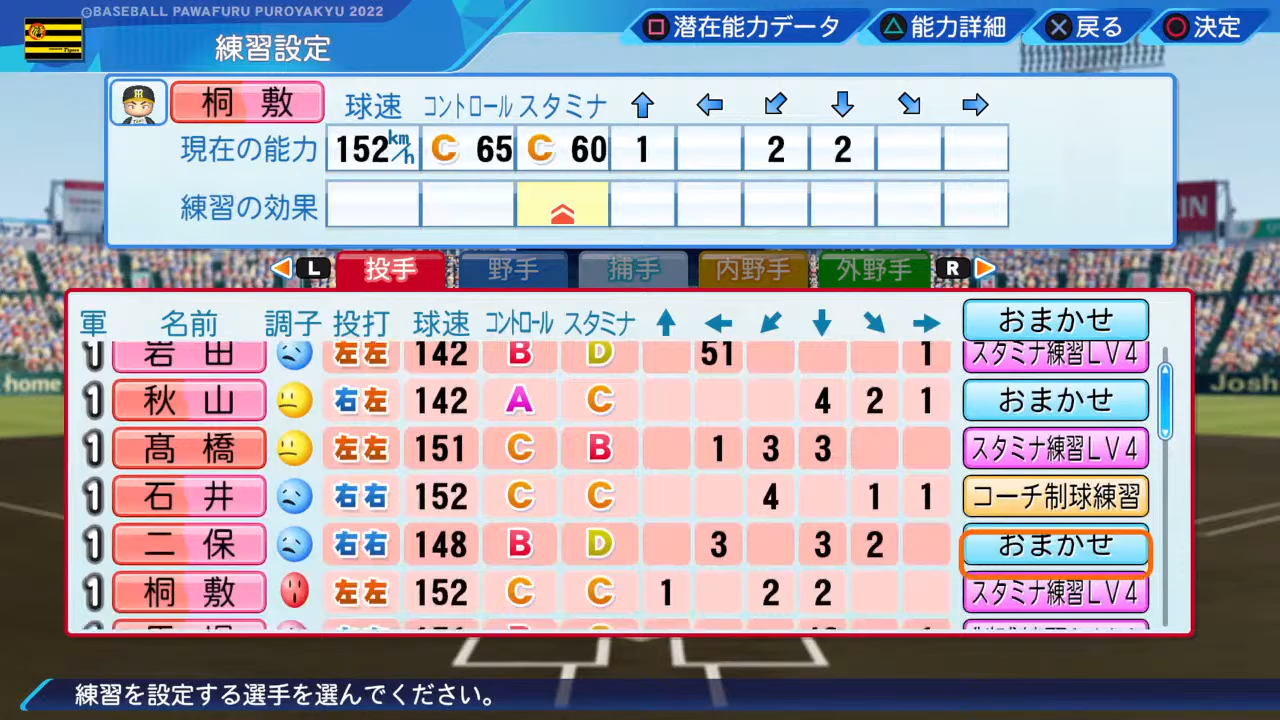 ©BASEBALL PAWAFURU PUROYAKYU 2022
練習設定
□潜在能力データ △能力詳細 ×戻る ○決定
桐敷 球速 コントロール スタミナ ↑ ← ↙ ↓ ↘ →
現在の能力 152km/h C 65 C 60 1 2 2
練習の効果
L 投手 野手 捕手 内野手 外野手 R
軍 名前 調子 投打 球速 コントロール スタミナ ↑ ← ↙ ↓ ↘ → おまかせ
1 岩田 左左 142 B D 51 1 スタミナ練習LV4
1 秋山 右左 142 A C 4 2 1 おまかせ
1 髙橋 左左 151 C B 1 3 3 スタミナ練習LV4
1 石井 右右 152 C C 4 1 1 コーチ制球練習
1 二保 右右 148 B D 3 3 2 おまかせ
1 桐敷 左左 152 C C 1 2 2 スタミナ練習LV4
home
Josh
練習を設定する選手を選んでください。